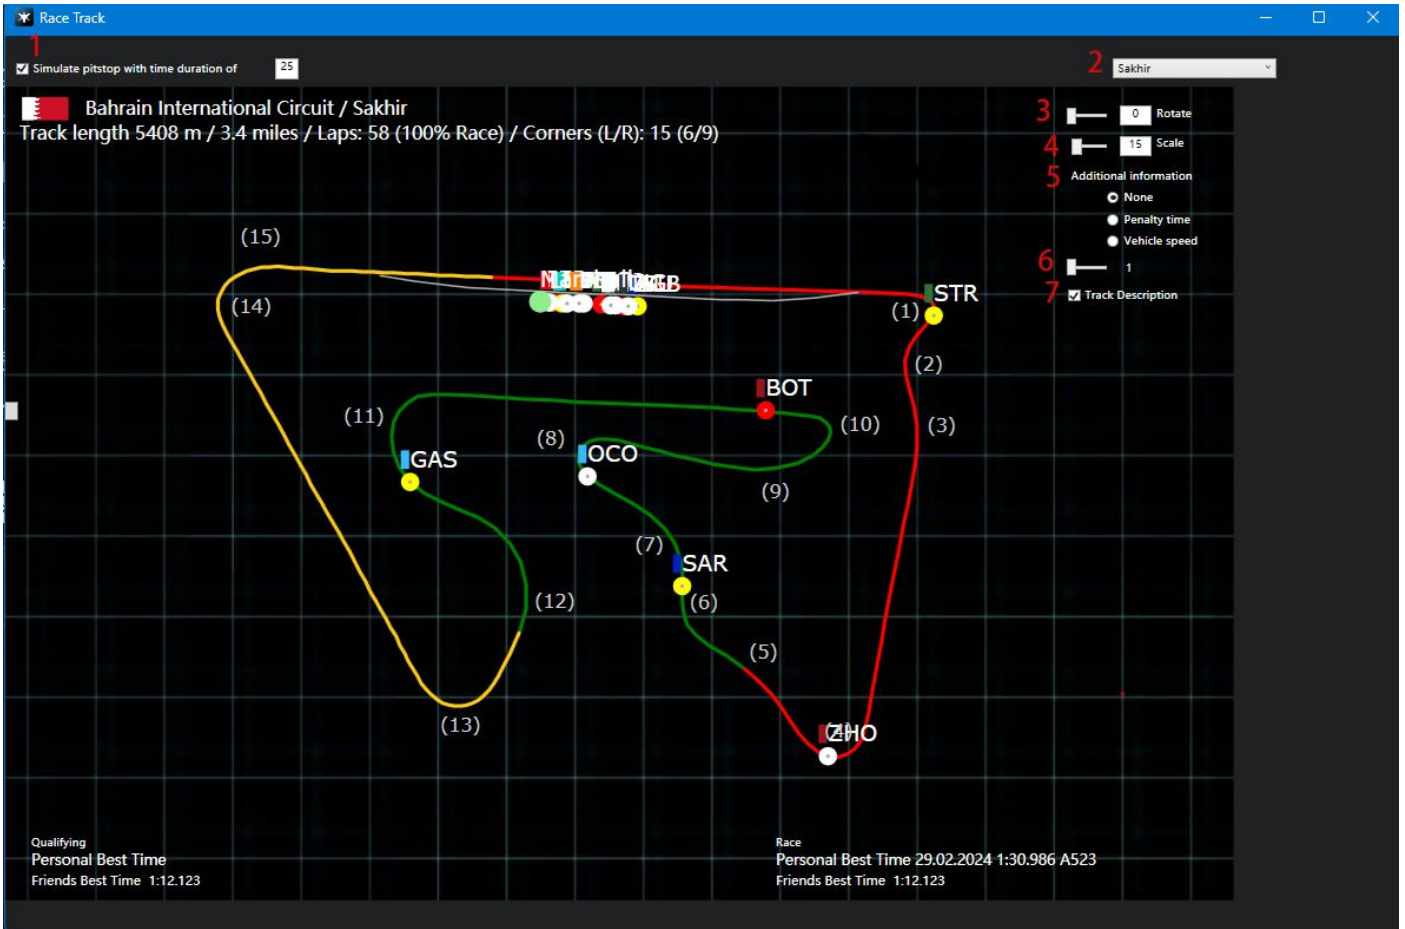 Race Track
1
Simulate pitstop with time duration of 25
2 Sakhir
Bahrain International Circuit / Sakhir
Track length 5408 m / 3.4 miles / Laps: 58 (100% Race) / Corners (L/R): 15 (6/9)
3 0 Rotate
4 15 Scale
5 Additional information
None
Penalty time
Vehicle speed
6 1
7 Track Description
(15)
(14)
STR
(1)
(2)
(3)
BOT
(10)
(11)
(8)
OCO
GAS
(9)
(7)
SAR
(6)
(12)
(5)
(13)
ZHO
Qualifying
Personal Best Time
Friends Best Time 1:12.123
Race
Personal Best Time 29.02.2024 1:30.986 A523
Friends Best Time 1:12.123